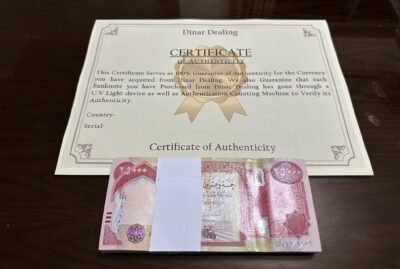 Dinar Dealing
CERTIFICATE
OF AUTHENTICITY
This Certificate Serves as 100% Guarantee of Authenticity for the Currency
you have acquired from Dinar Dealing. We also Guarantee that each
Banknote you have Purchased from Dinar Dealing has gone through a
U.V Light device as well as Authentication Counting Machine to Verify its
Authenticity.
Country-
Serial-
Certificate of Authenticity
٢٥٠٠٠
٢٥٠٠٠